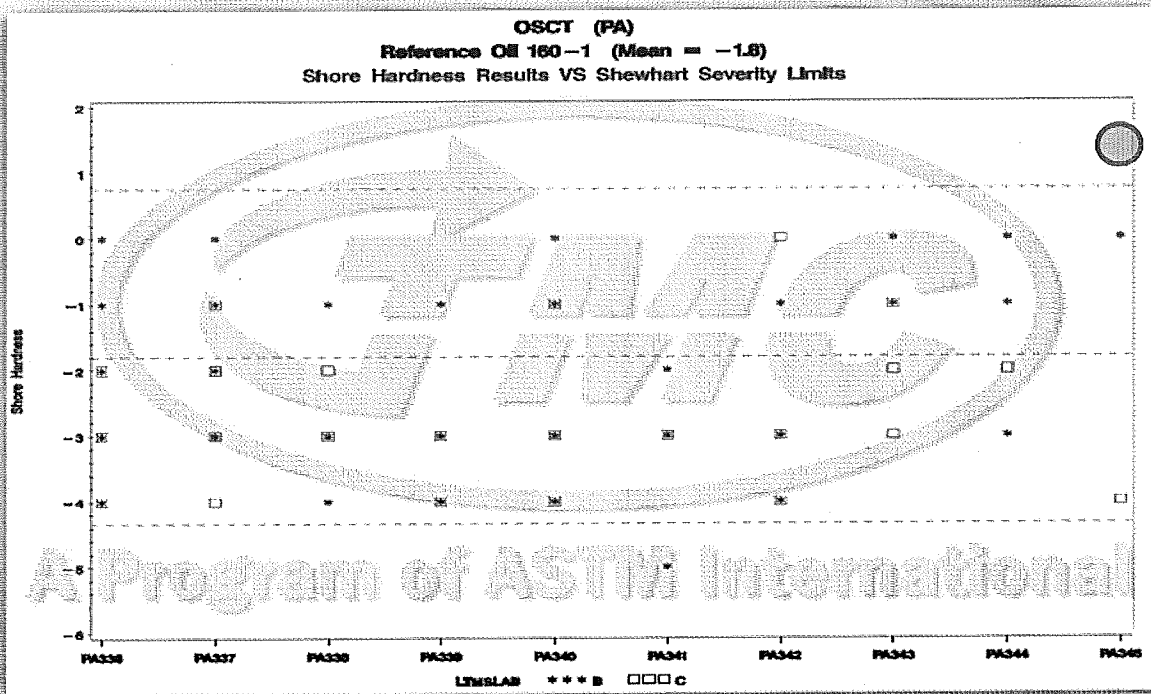 OSCT (PA)
Reference Oil 160-1 (Mean = -1.8)
Shore Hardness Results VS Shewhart Severity Limits
2
1
0
-1
-2
-3
-4
-5
-6
Shore Hardness
TMC
A Program of ASTM International
PA336 PA337 PA338 PA339 PA340 PA341 PA342 PA343 PA344 PA345
LTMSLAB *** B □□□ C